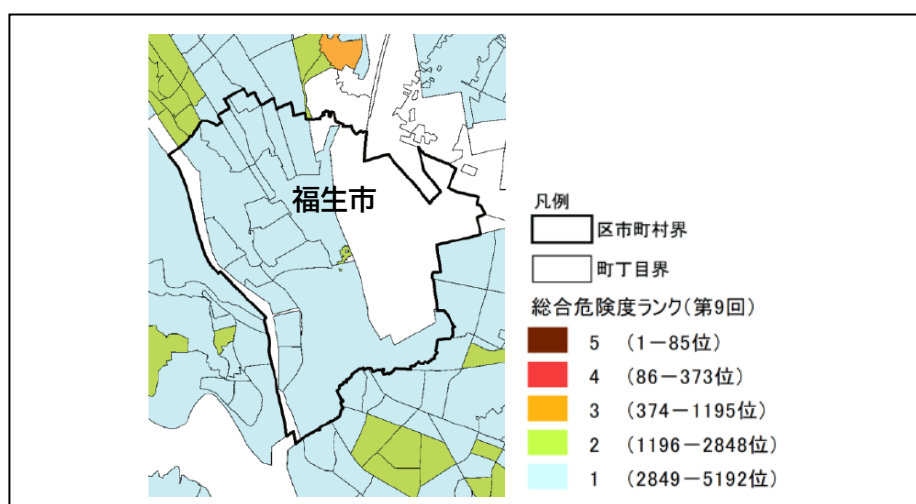 福生市
凡例
区市町村界
町丁目界
総合危険度ランク(第9回)
5 (1－85位)
4 (86－373位)
3 (374－1195位)
2 (1196－2848位)
1 (2849－5192位)